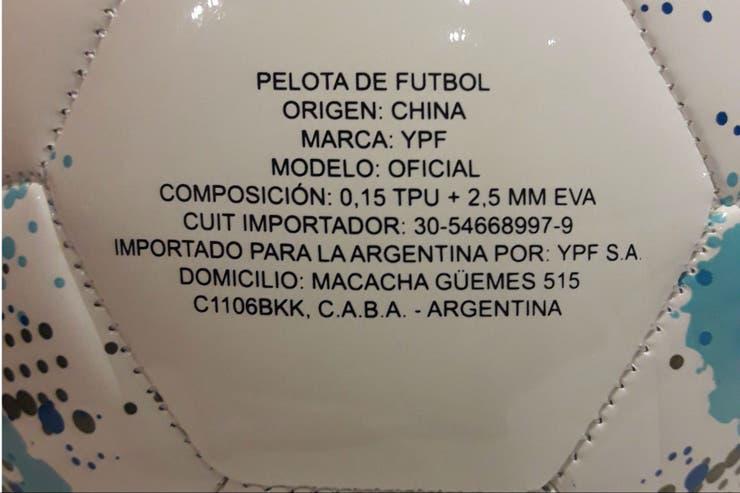 PELOTA DE FUTBOL
ORIGEN: CHINA
MARCA: YPF
MODELO: OFICIAL
COMPOSICIÓN: 0,15 TPU + 2,5 MM EVA
CUIT IMPORTADOR: 30-54668997-9
IMPORTADO PARA LA ARGENTINA POR: YPF S.A.
DOMICILIO: MACACHA GÜEMES 515
C1106BKK, C.A.B.A. - ARGENTINA